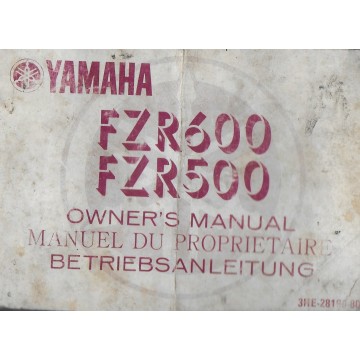 YAMAHA
FZR600
FZR500
OWNER'S MANUAL
MANUEL DU PROPRIETAIRE
BETRIEBSANLEITUNG